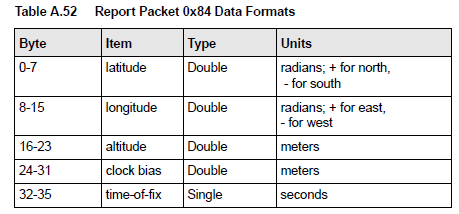 Table A.52 Report Packet 0x84 Data Formats
Byte Item Type Units
0-7 latitude Double radians; + for north,
- for south
8-15 longitude Double radians; + for east,
- for west
16-23 altitude Double meters
24-31 clock bias Double meters
32-35 time-of-fix Single seconds